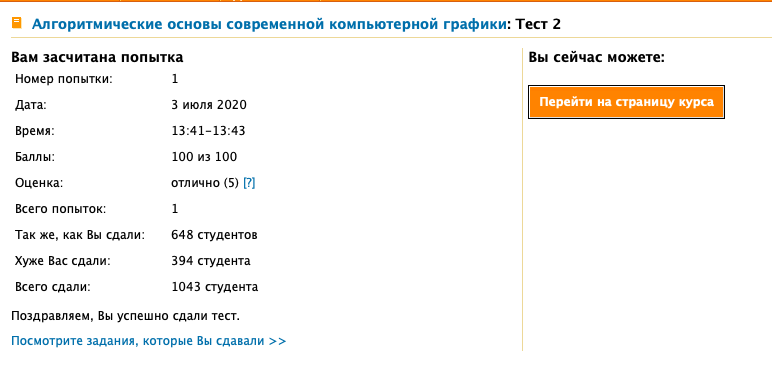 Алгоритмические основы современной компьютерной графики: Тест 2
Вам засчитана попытка
Номер попытки: 1
Дата: 3 июля 2020
Время: 13:41-13:43
Баллы: 100 из 100
Оценка: отлично (5) [?]
Всего попыток: 1
Так же, как Вы сдали: 648 студентов
Хуже Вас сдали: 394 студента
Всего сдали: 1043 студента
Поздравляем, Вы успешно сдали тест.
Посмотрите задания, которые Вы сдавали >>
Вы сейчас можете:
Перейти на страницу курса